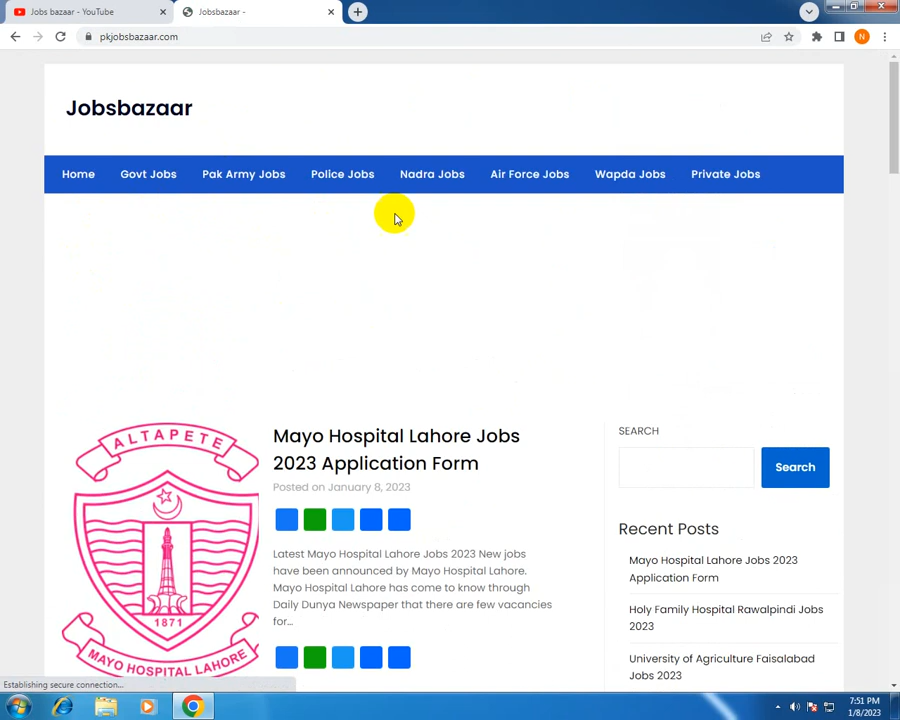 Jobs bazaar - YouTube
Jobsbazaar -
pkjobsbazaar.com
N
Jobsbazaar
Home
Govt Jobs
Pak Army Jobs
Police Jobs
Nadra Jobs
Air Force Jobs
Wapda Jobs
Private Jobs
ALTAPETE
1871
MAYO HOSPITAL LAHORE
Mayo Hospital Lahore Jobs
2023 Application Form
Posted on January 8, 2023
Latest Mayo Hospital Lahore Jobs 2023 New jobs
have been announced by Mayo Hospital Lahore.
Mayo Hospital Lahore has come to know through
Daily Dunya Newspaper that there are few vacancies
for...
SEARCH
Search
Recent Posts
Mayo Hospital Lahore Jobs 2023
Application Form
Holy Family Hospital Rawalpindi Jobs
2023
University of Agriculture Faisalabad
Jobs 2023
Establishing secure connection...
7:51 PM
1/8/2023